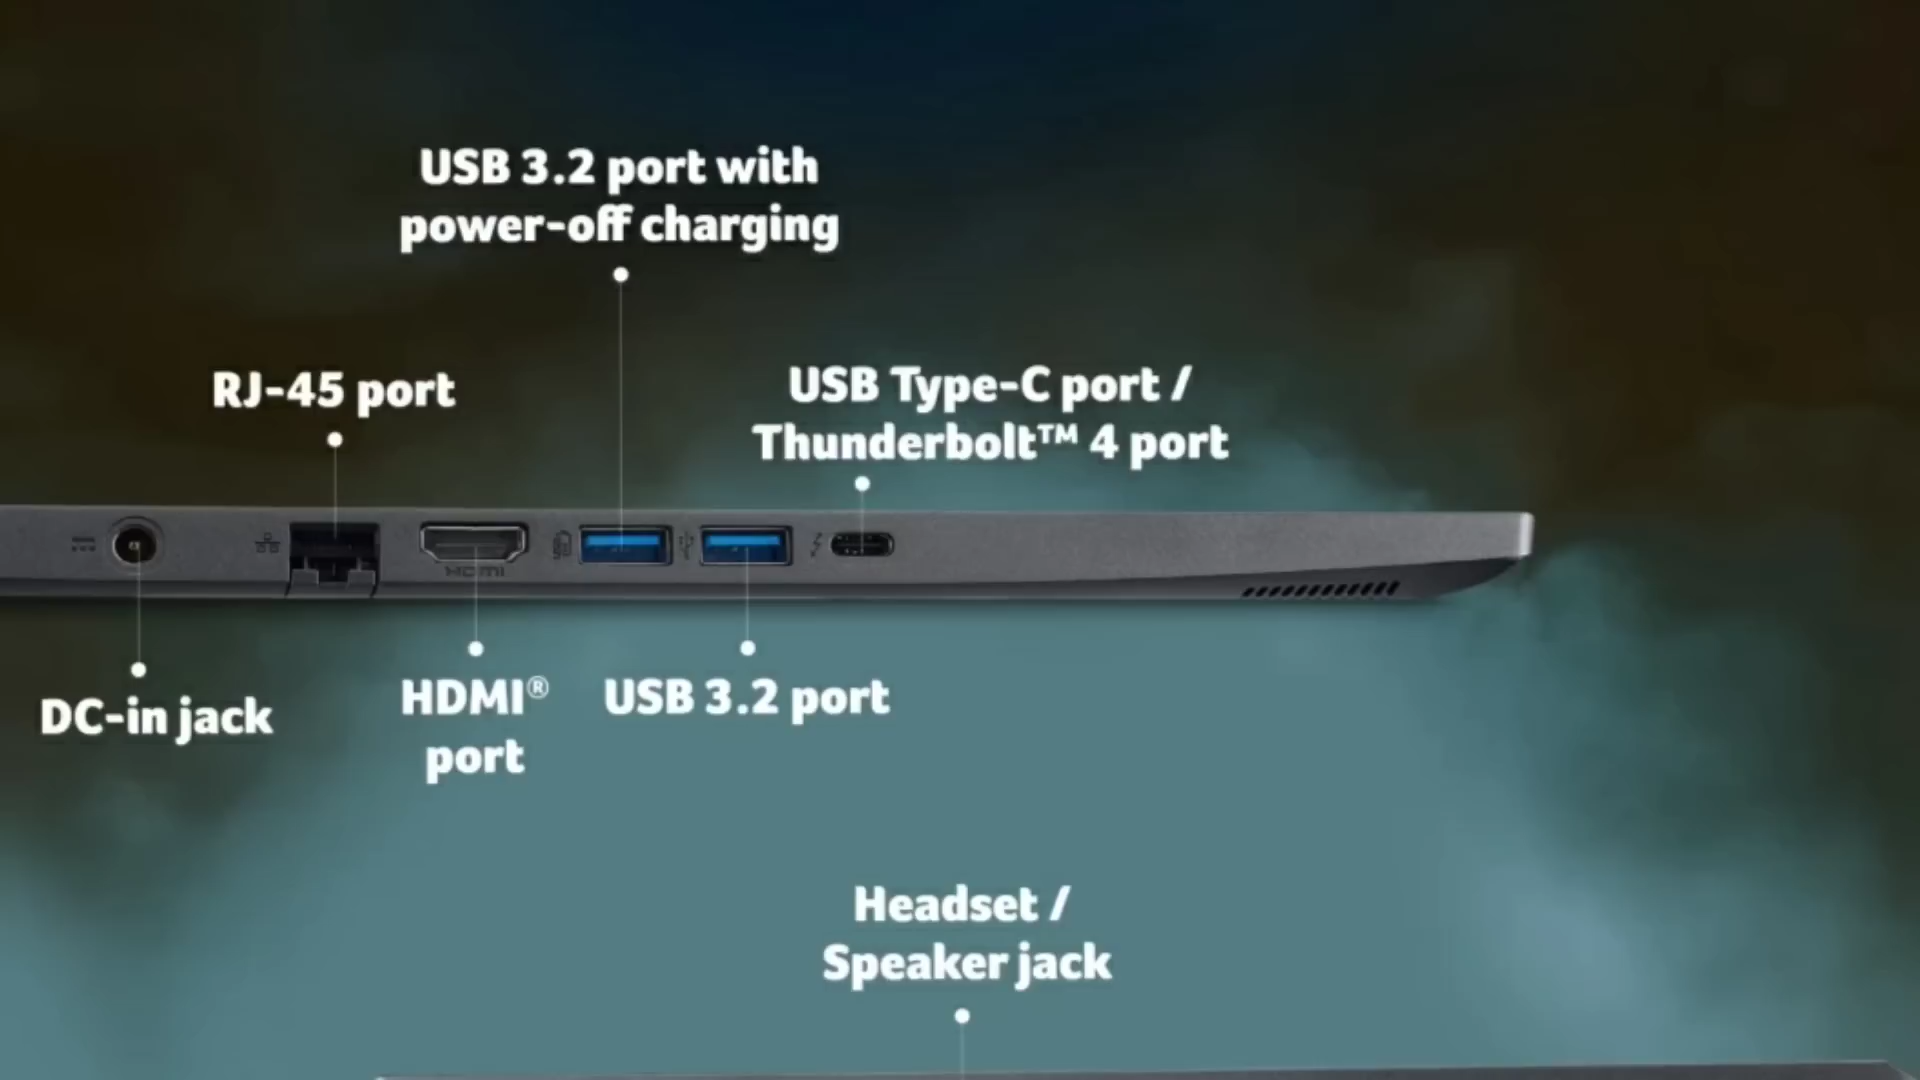 USB 3.2 port with
power-off charging
RJ-45 port
USB Type-C port /
Thunderbolt™ 4 port
HDMI
DC-in jack
HDMI®
port
USB 3.2 port
Headset /
Speaker jack